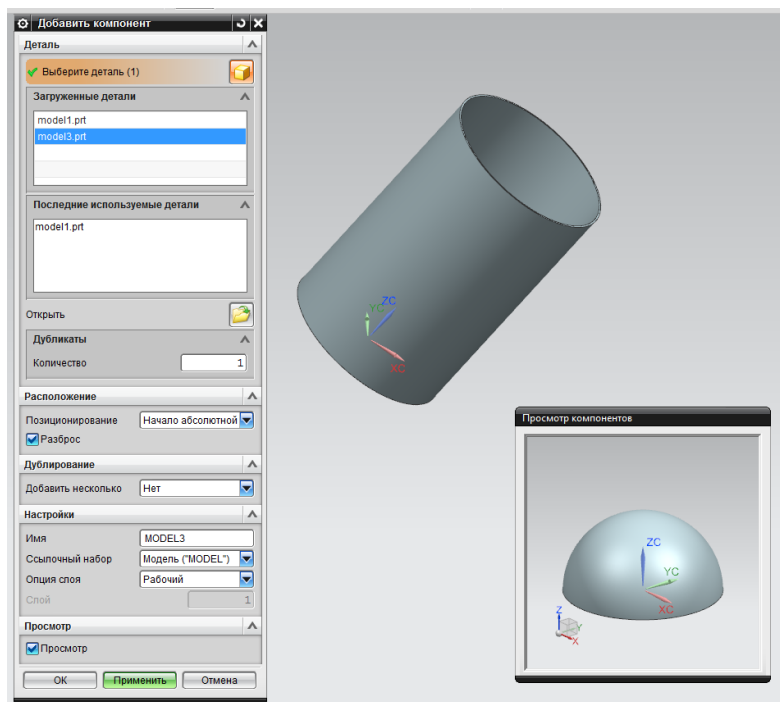 Добавить компонент
Деталь
Выберите деталь (1)
Загруженные детали
model1.prt
model3.prt
Последние используемые детали
model1.prt
Открыть
Дубликаты
Количество 1
Расположение
Позиционирование Начало абсолютной
Разброс
Дублирование
Добавить несколько Нет
Настройки
Имя MODEL3
Ссылочный набор Модель ("MODEL")
Опция слоя Рабочий
Слой 1
Просмотр
Просмотр
ОК Применить Отмена
ZC
YC
XC
Просмотр компонентов
ZC
YC
XC
Z
Y
X